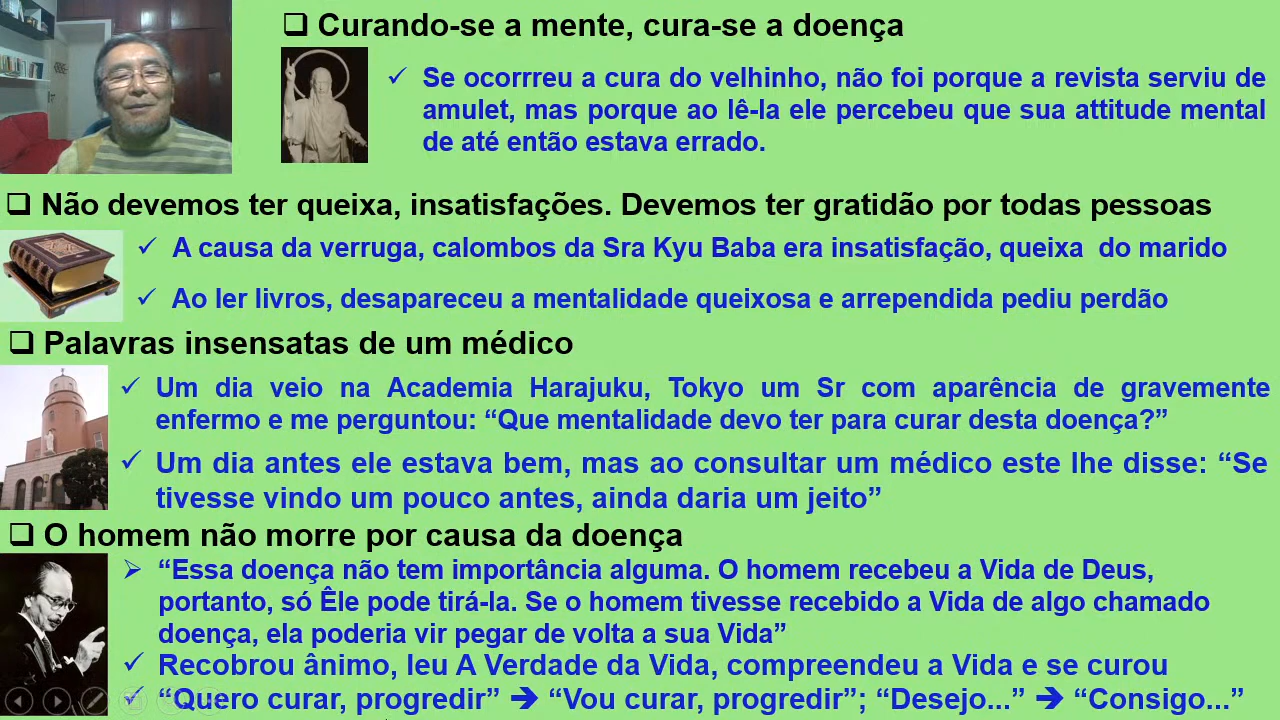 Curando-se a mente, cura-se a doença
Se ocorrreu a cura do velhinho, não foi porque a revista serviu de
amulet, mas porque ao lê-la ele percebeu que sua attitude mental
de até então estava errado.
Não devemos ter queixa, insatisfações. Devemos ter gratidão por todas pessoas
A causa da verruga, calombos da Sra Kyu Baba era insatisfação, queixa do marido
Ao ler livros, desapareceu a mentalidade queixosa e arrependida pediu perdão
Palavras insensatas de um médico
Um dia veio na Academia Harajuku, Tokyo um Sr com aparência de gravemente
enfermo e me perguntou: “Que mentalidade devo ter para curar desta doença?”
Um dia antes ele estava bem, mas ao consultar um médico este lhe disse: “Se
tivesse vindo um pouco antes, ainda daria um jeito”
O homem não morre por causa da doença
“Essa doença não tem importância alguma. O homem recebeu a Vida de Deus,
portanto, só Êle pode tirá-la. Se o homem tivesse recebido a Vida de algo chamado
doença, ela poderia vir pegar de volta a sua Vida”
Recobrou ânimo, leu A Verdade da Vida, compreendeu a Vida e se curou
“Quero curar, progredir” ➔ “Vou curar, progredir”; “Desejo...” ➔ “Consigo...”